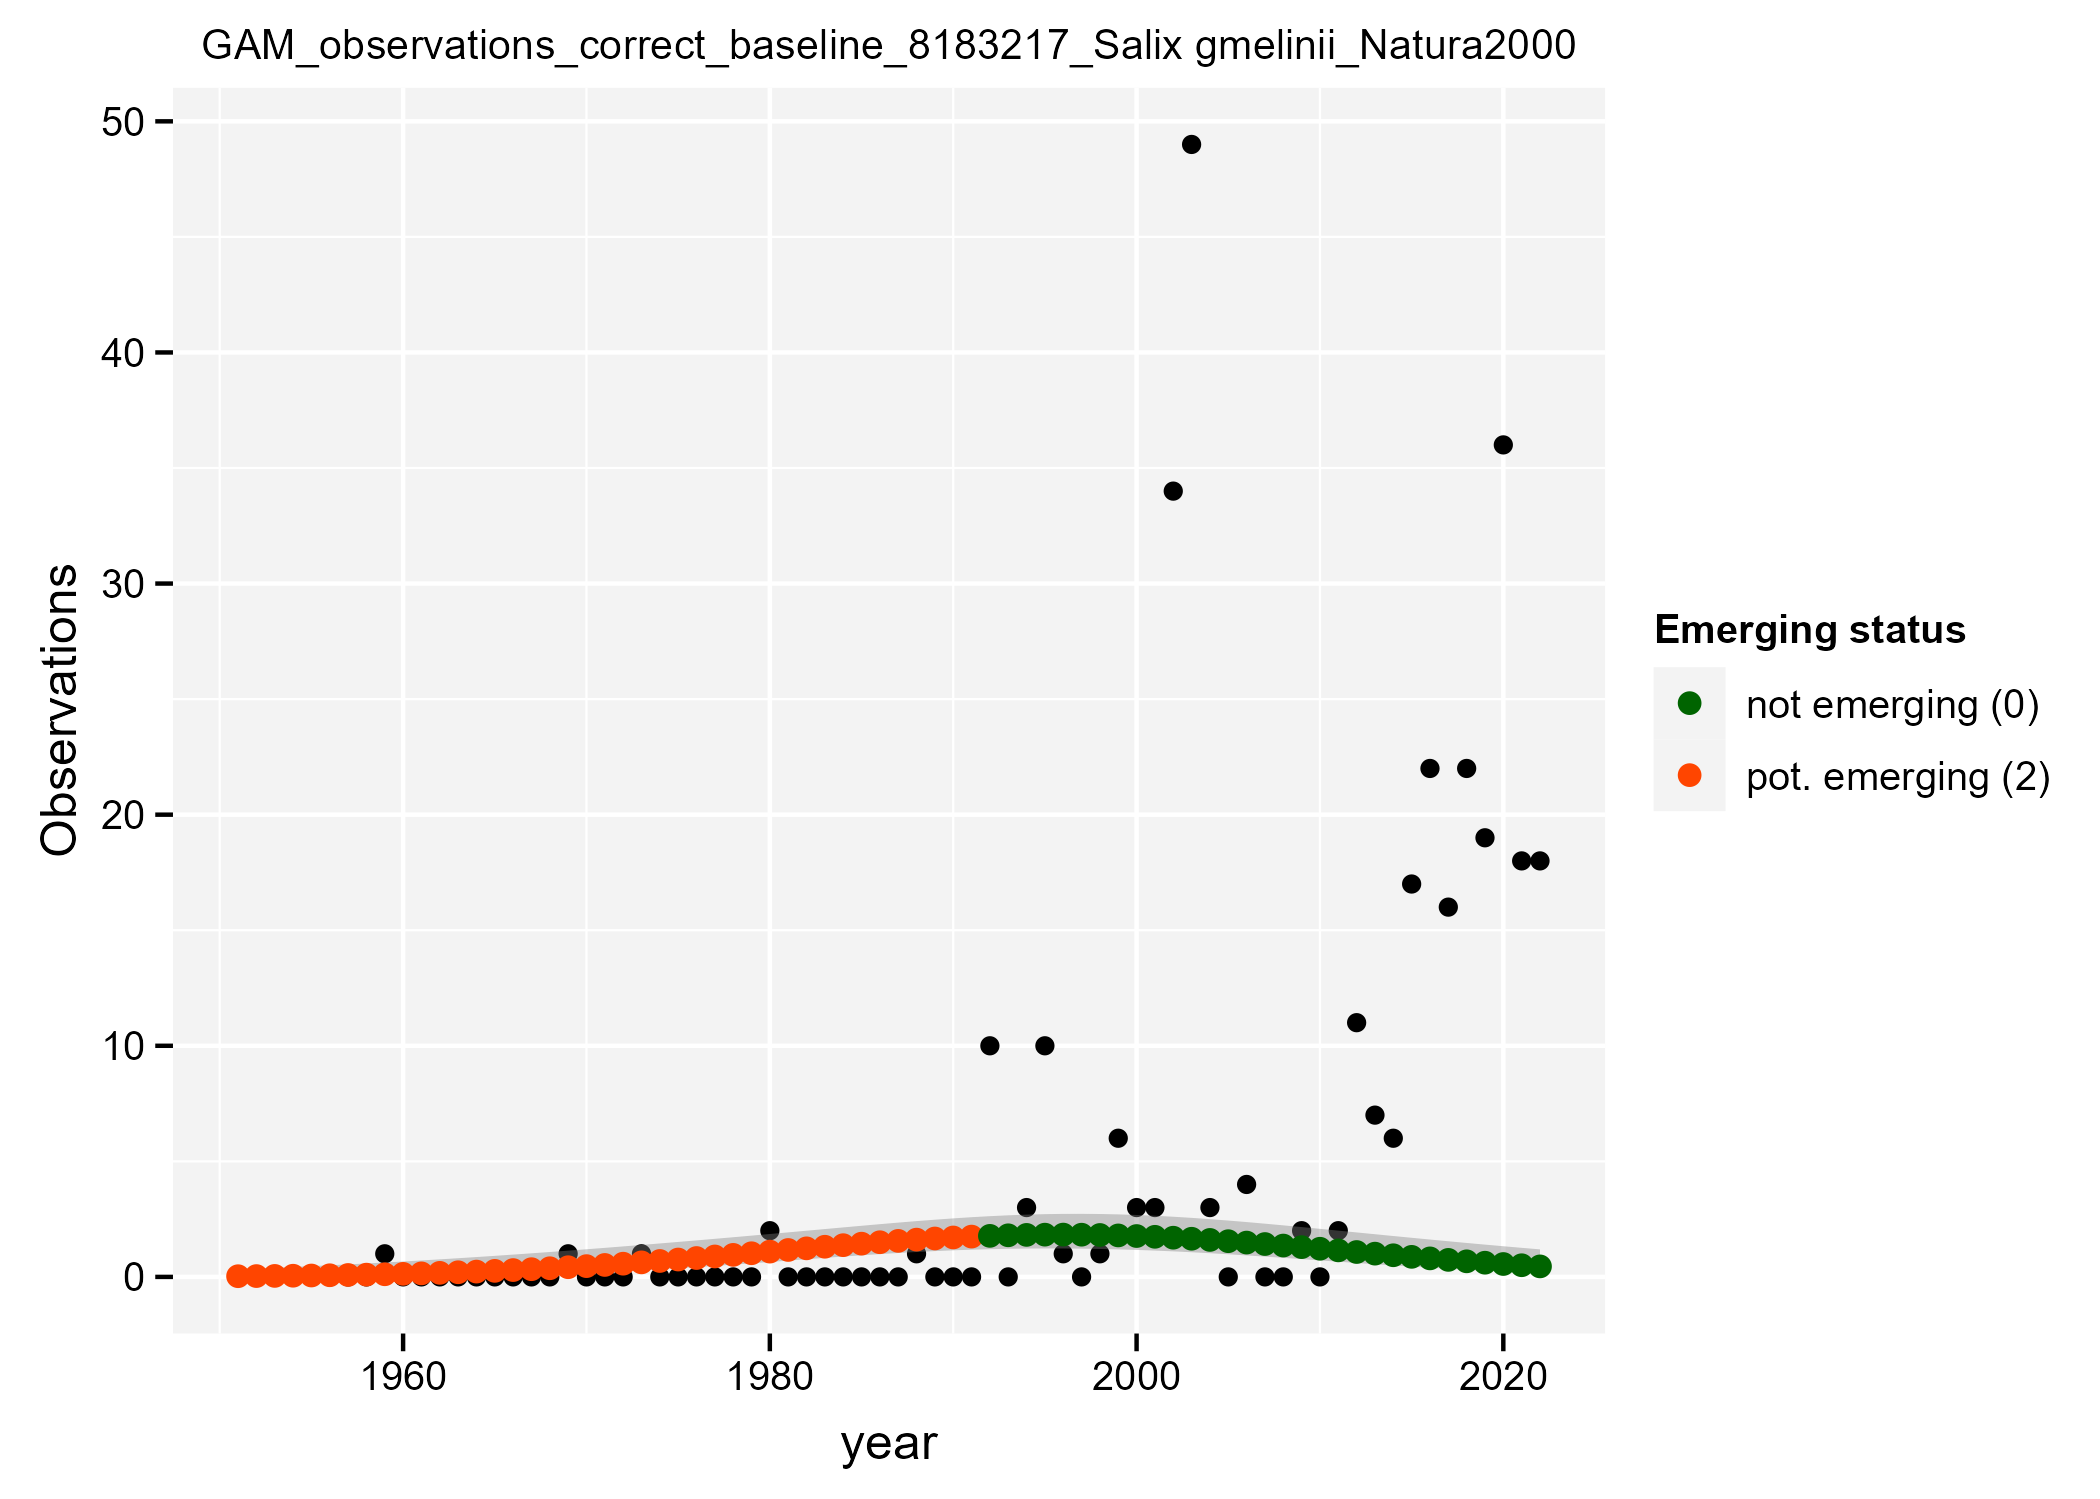 GAM_observations_correct_baseline_8183217_Salix gmelinii_Natura2000
50
40
30
20
10
0
Observations
1960 1980 2000 2020
year
Emerging status
not emerging (0)
pot. emerging (2)